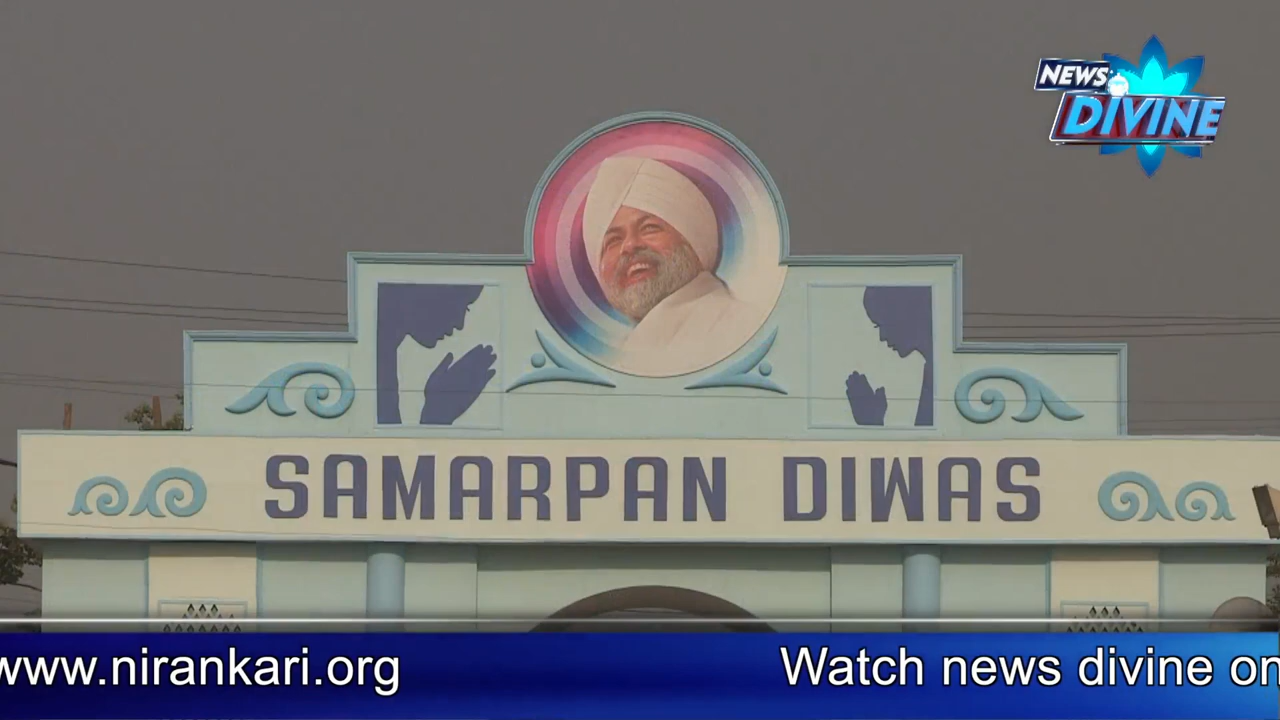 NEWS
DIVINE
SAMARPAN DIWAS
www.nirankari.org
Watch news divine on